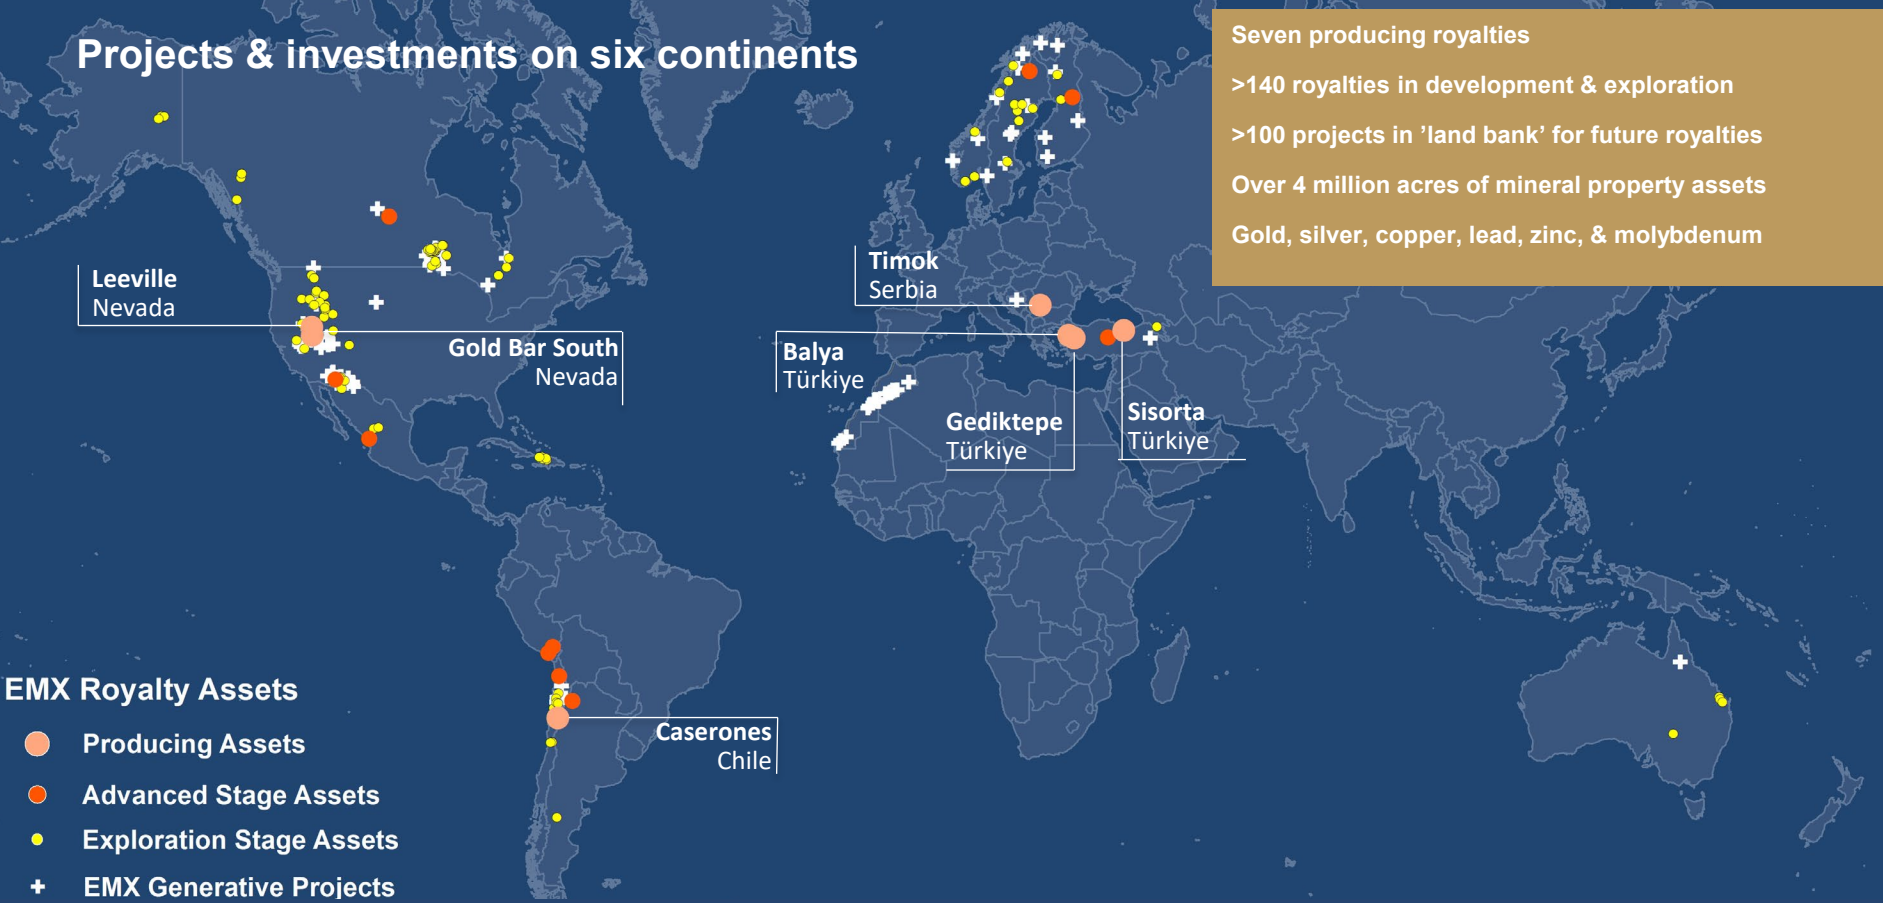 Projects & investments on six continents
Seven producing royalties
>140 royalties in development & exploration
>100 projects in ’land bank’ for future royalties
Over 4 million acres of mineral property assets
Gold, silver, copper, lead, zinc, & molybdenum
Leeville
Nevada
Gold Bar South
Nevada
Timok
Serbia
Balya
Türkiye
Gediktepe
Türkiye
Sisorta
Türkiye
Caserones
Chile
EMX Royalty Assets
Producing Assets
Advanced Stage Assets
Exploration Stage Assets
EMX Generative Projects